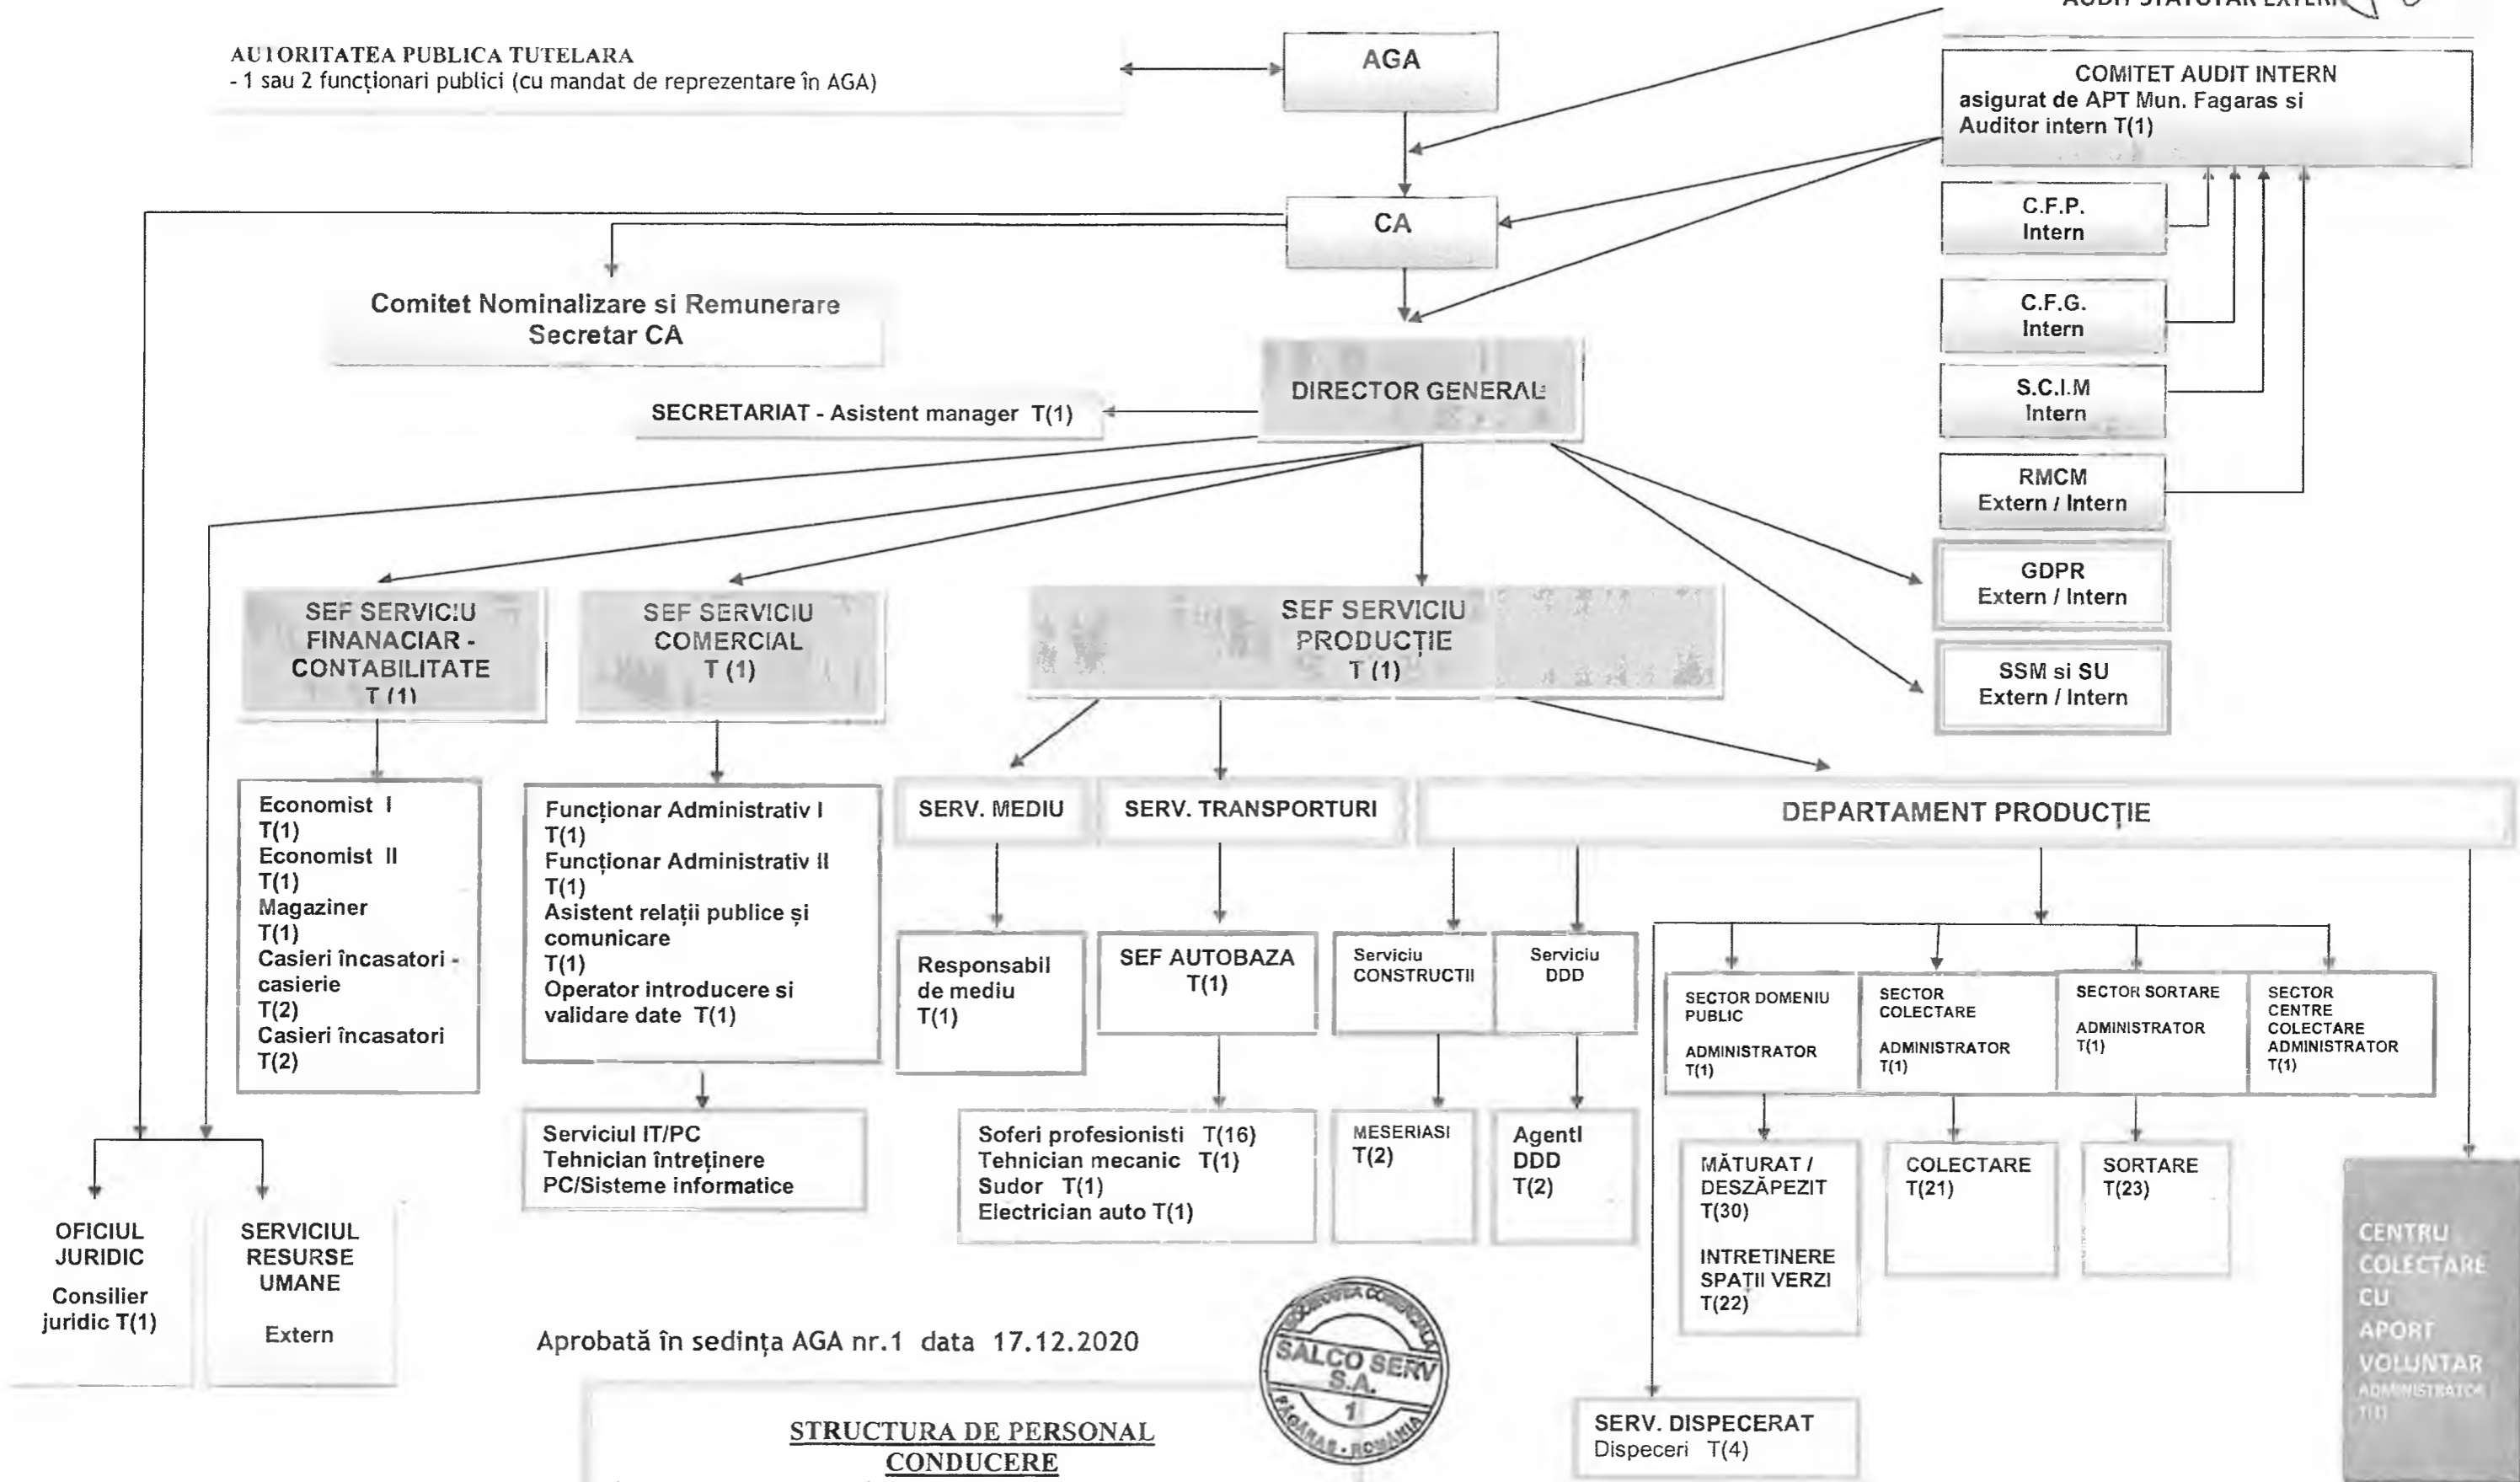 AUDIT STATUTAR EXTERN
AUTORITATEA PUBLICA TUTELARA
- 1 sau 2 funcționari publici (cu mandat de reprezentare în AGA)
AGA
COMITET AUDIT INTERN
asigurat de APT Mun. Fagaras si
Auditor intern T(1)
CA
C.F.P.
Intern
C.F.G.
Intern
S.C.I.M
Intern
RMCM
Extern / Intern
GDPR
Extern / Intern
SSM si SU
Extern / Intern
Comitet Nominalizare si Remunerare
Secretar CA
DIRECTOR GENERAL
SECRETARIAT - Asistent manager T(1)
SEF SERVICIU
FINANACIAR -
CONTABILITATE
T (1)
SEF SERVICIU
COMERCIAL
T (1)
SEF SERVICIU
PRODUCȚIE
T (1)
Economist I
T(1)
Economist II
T(1)
Magaziner
T(1)
Casieri încasatori -
casierie
T(2)
Casieri încasatori
T(2)
Funcționar Administrativ I
T(1)
Funcționar Administrativ II
T(1)
Asistent relații publice și
comunicare
T(1)
Operator introducere si
validare date T(1)
Serviciul IT/PC
Tehnician întreținere
PC/Sisteme informatice
SERV. MEDIU
SERV. TRANSPORTURI
DEPARTAMENT PRODUCȚIE
Responsabil
de mediu
T(1)
SEF AUTOBAZA
T(1)
Serviciu
CONSTRUCTII
Serviciu
DDD
SECTOR DOMENIU
PUBLIC
ADMINISTRATOR
T(1)
SECTOR
COLECTARE
ADMINISTRATOR
T(1)
SECTOR SORTARE
ADMINISTRATOR
T(1)
SECTOR
CENTRE
COLECTARE
ADMINISTRATOR
T(1)
Soferi profesionisti T(16)
Tehnician mecanic T(1)
Sudor T(1)
Electrician auto T(1)
MESERIASI
T(2)
AgentI
DDD
T(2)
MĂTURAT /
DESZĂPEZIT
T(30)
INTRETINERE
SPAȚII VERZI
T(22)
COLECTARE
T(21)
SORTARE
T(23)
CENTRU
COLECTARE
CU
APORT
VOLUNTAR
ADMINISTRATOR
T(1)
OFICIUL
JURIDIC
Consilier
juridic T(1)
SERVICIUL
RESURSE
UMANE
Extern
SERV. DISPECERAT
Dispeceri T(4)
Aprobată în sedința AGA nr.1 data 17.12.2020
SOCIETATEA COMERCIALA
SALCO SERV
S.A.
1
FĂGĂRAȘ - ROMÂNIA
STRUCTURA DE PERSONAL
CONDUCERE